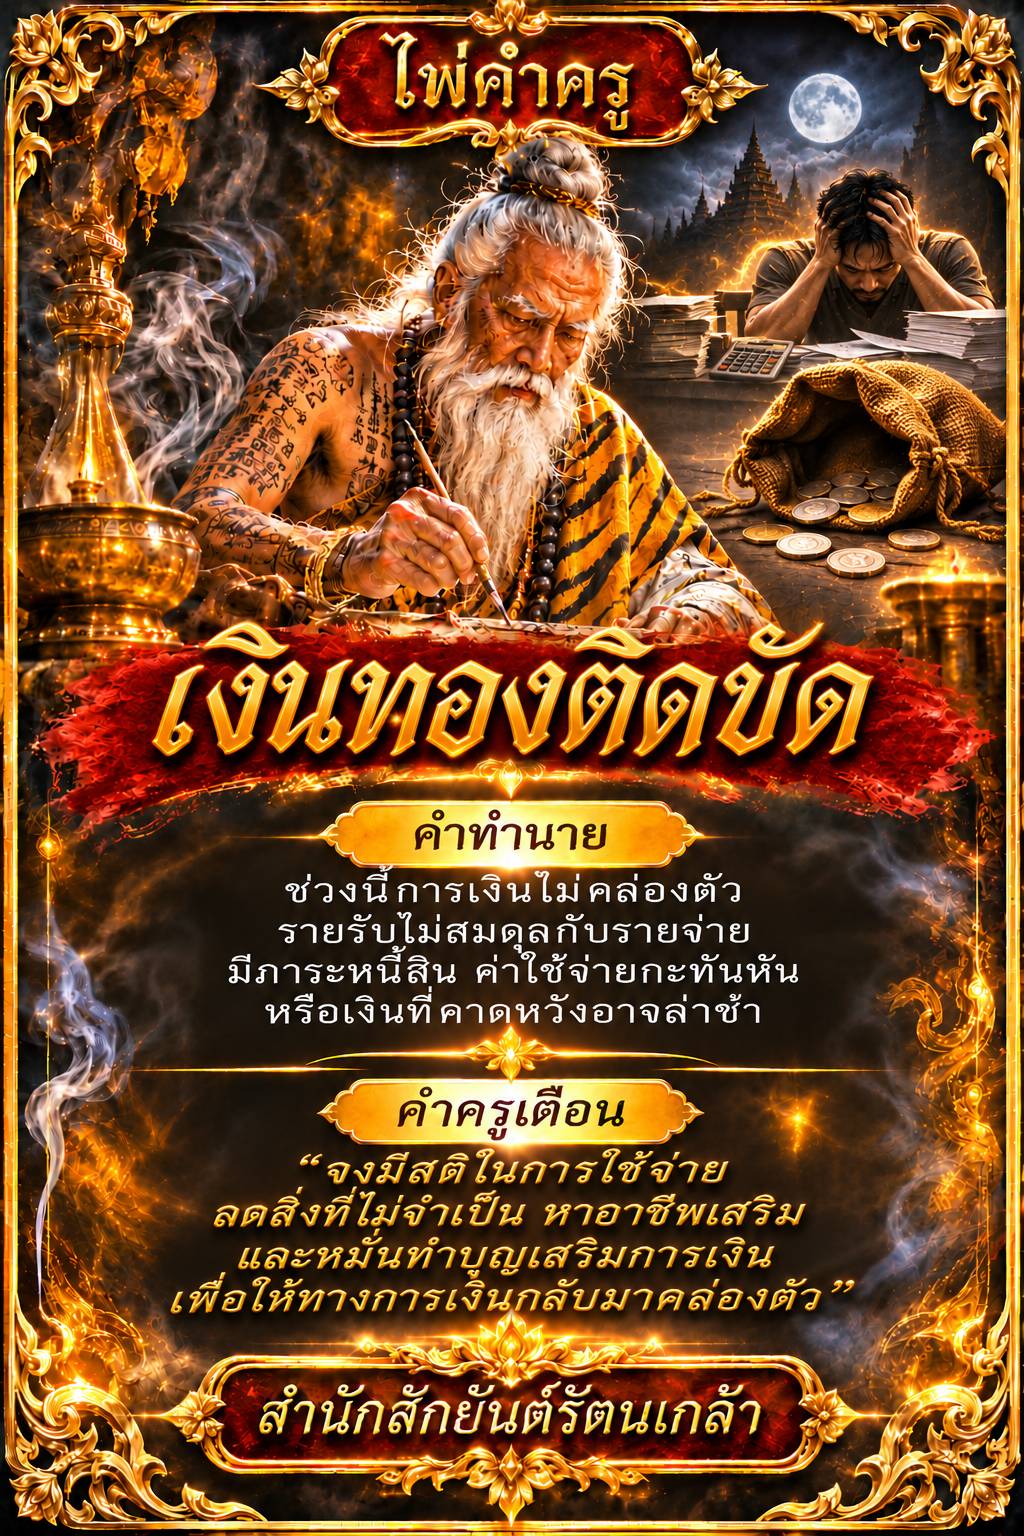 ไพ่คำครู
เงินทองติดขัด
คำทำนาย
ช่วงนี้การเงินไม่คล่องตัว
รายรับไม่สมดุลกับรายจ่าย
มีภาระหนี้สิน ค่าใช้จ่ายกะทันหัน
หรือเงินที่คาดหวังอาจล่าช้า
คำครูเตือน
“จงมีสติในการใช้จ่าย
ลดสิ่งที่ไม่จำเป็น หาอาชีพเสริม
และหมั่นทำบุญเสริมการเงิน
เพื่อให้ทางการเงินกลับมาคล่องตัว”
สำนักสักยันต์รัตนเกล้า